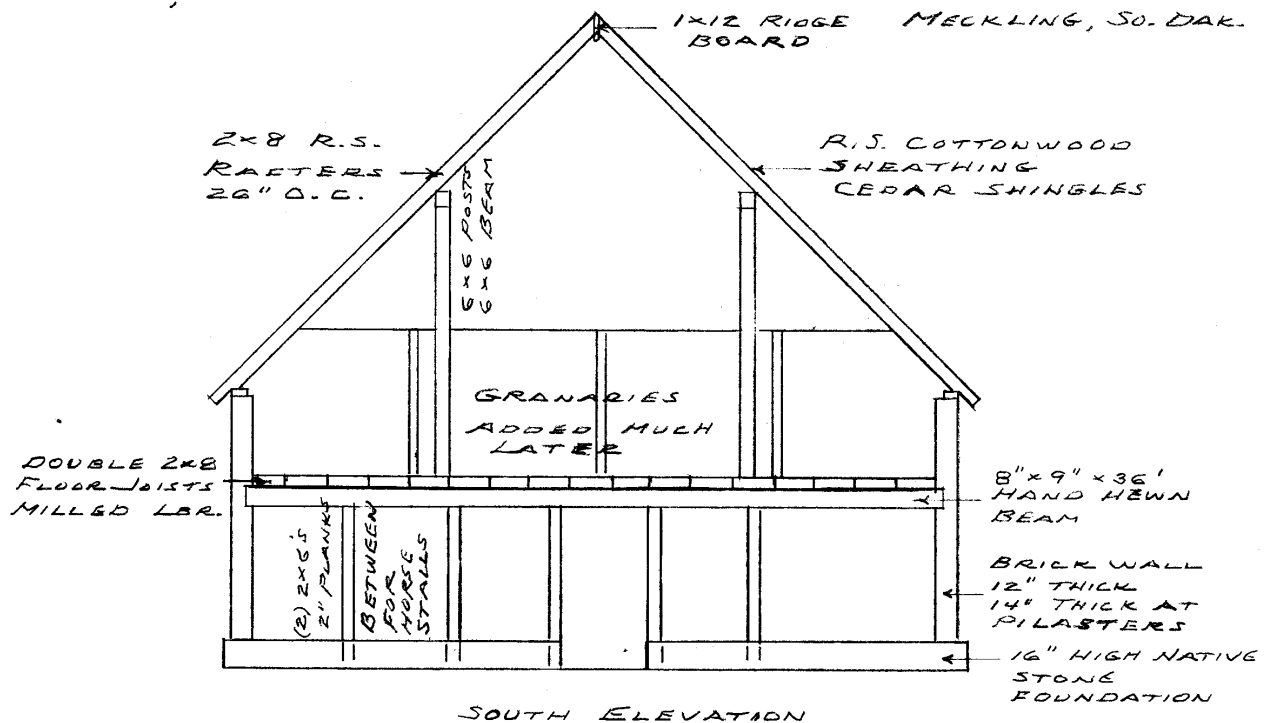 1x12 RIDGE
BOARD
MECKLING, SO. DAK.
2x8 R.S.
RAFTERS
26" O.C.
6x6 POSTS
6x6 BEAM
R.S. COTTONWOOD
SHEATHING
CEDAR SHINGLES
GRANARIES
ADDED MUCH
LATER
DOUBLE 2x8
FLOOR JOISTS
MILLED LBR.
8" x 9" x 36'
HAND HEWN
BEAM
(2) 2x6's
2" PLANKS
BETWEEN
FOR
HORSE
STALLS
BRICK WALL
12" THICK
14" THICK AT
PILASTERS
16" HIGH NATIVE
STONE
FOUNDATION
SOUTH ELEVATION